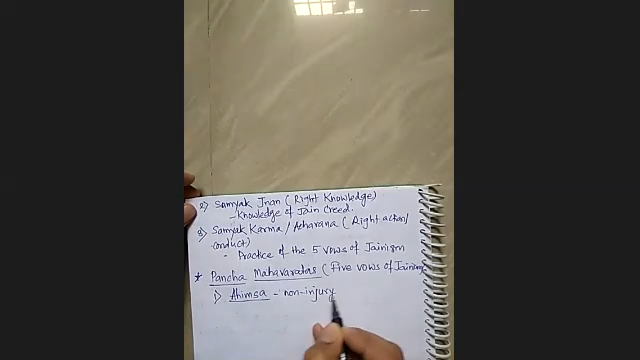 2) Samyak Jnan (Right Knowledge)
- Knowledge of Jain Creed.
3) Samyak Karma / Acharana (Right action/
conduct)
- Practice of the 5 vows of Jainism
* Pancha Mahavaratas (Five vows of Jainism
1) Ahimsa - non-injury